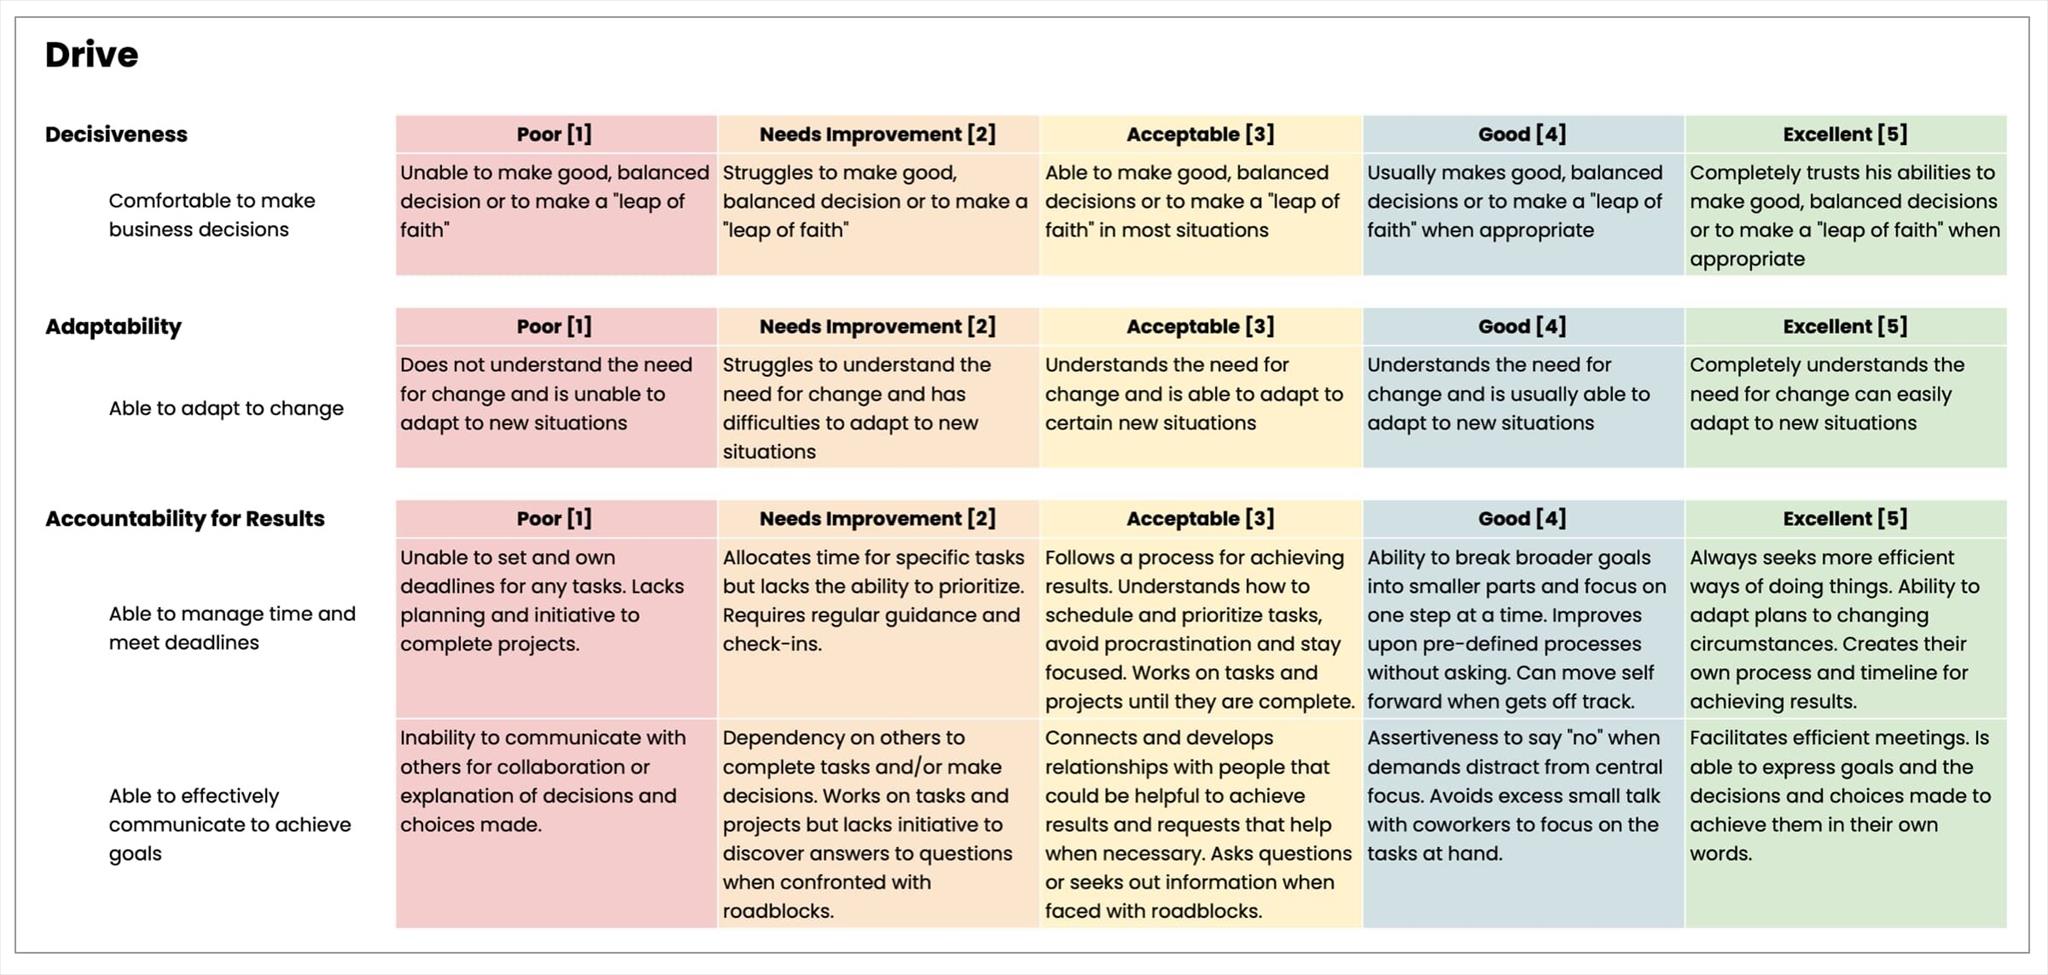 Drive
Decisiveness
Poor [1]
Needs Improvement [2]
Acceptable [3]
Good [4]
Excellent [5]
Comfortable to make
business decisions
Unable to make good, balanced
decision or to make a "leap of
faith"
Struggles to make good,
balanced decision or to make a
"leap of faith"
Able to make good, balanced
decisions or to make a "leap of
faith" in most situations
Usually makes good, balanced
decisions or to make a "leap of
faith" when appropriate
Completely trusts his abilities to
make good, balanced decisions
or to make a "leap of faith" when
appropriate
Adaptability
Poor [1]
Needs Improvement [2]
Acceptable [3]
Good [4]
Excellent [5]
Able to adapt to change
Does not understand the need
for change and is unable to
adapt to new situations
Struggles to understand the
need for change and has
difficulties to adapt to new
situations
Understands the need for
change and is able to adapt to
certain new situations
Understands the need for
change and is usually able to
adapt to new situations
Completely understands the
need for change can easily
adapt to new situations
Accountability for Results
Poor [1]
Needs Improvement [2]
Acceptable [3]
Good [4]
Excellent [5]
Able to manage time and
meet deadlines
Unable to set and own
deadlines for any tasks. Lacks
planning and initiative to
complete projects.
Allocates time for specific tasks
but lacks the ability to prioritize.
Requires regular guidance and
check-ins.
Follows a process for achieving
results. Understands how to
schedule and prioritize tasks,
avoid procrastination and stay
focused. Works on tasks and
projects until they are complete.
Ability to break broader goals
into smaller parts and focus on
one step at a time. Improves
upon pre-defined processes
without asking. Can move self
forward when gets off track.
Always seeks more efficient
ways of doing things. Ability to
adapt plans to changing
circumstances. Creates their
own process and timeline for
achieving results.
Able to effectively
communicate to achieve
goals
Inability to communicate with
others for collaboration or
explanation of decisions and
choices made.
Dependency on others to
complete tasks and/or make
decisions. Works on tasks and
projects but lacks initiative to
discover answers to questions
when confronted with
roadblocks.
Connects and develops
relationships with people that
could be helpful to achieve
results and requests that help
when necessary. Asks questions
or seeks out information when
faced with roadblocks.
Assertiveness to say "no" when
demands distract from central
focus. Avoids excess small talk
with coworkers to focus on the
tasks at hand.
Facilitates efficient meetings. Is
able to express goals and the
decisions and choices made to
achieve them in their own
words.